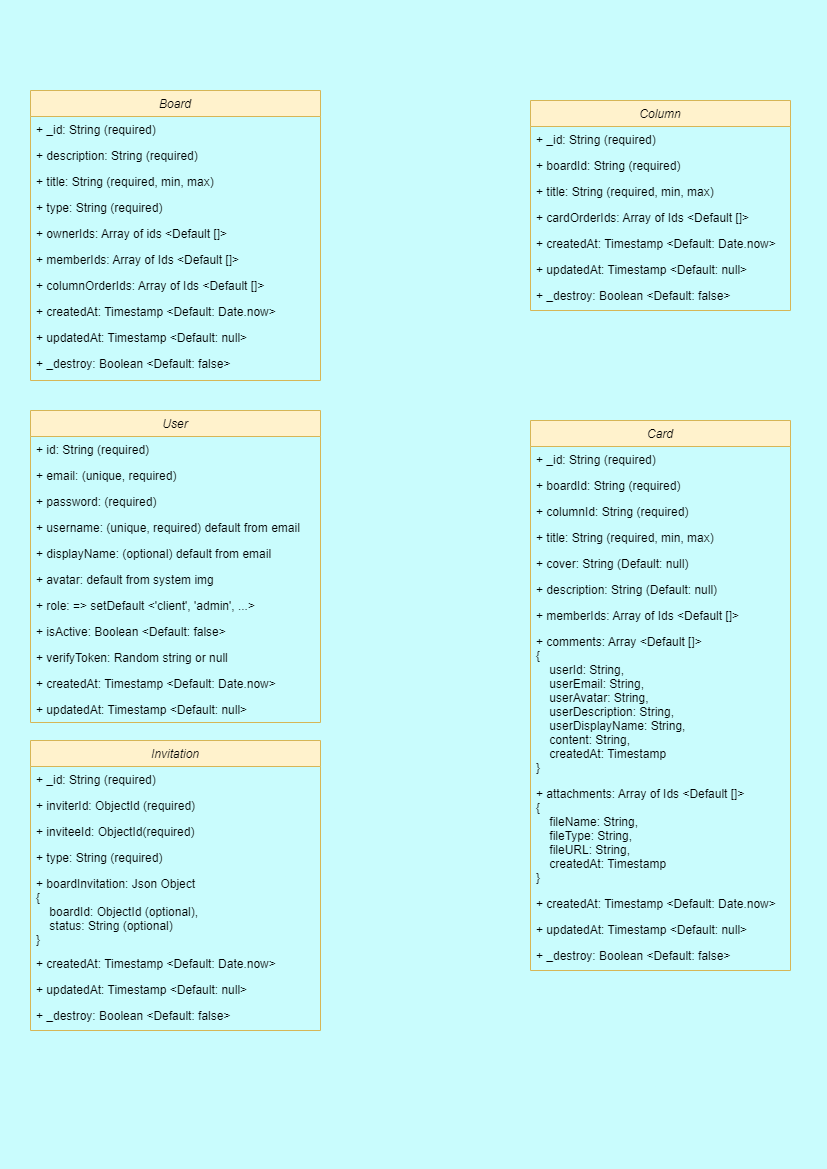 Board
+ _id: String (required)
+ description: String (required)
+ title: String (required, min, max)
+ type: String (required)
+ ownerIds: Array of ids <Default []>
+ memberIds: Array of Ids <Default []>
+ columnOrderIds: Array of Ids <Default []>
+ createdAt: Timestamp <Default: Date.now>
+ updatedAt: Timestamp <Default: null>
+ _destroy: Boolean <Default: false>
User
+ id: String (required)
+ email: (unique, required)
+ password: (required)
+ username: (unique, required) default from email
+ displayName: (optional) default from email
+ avatar: default from system img
+ role: => setDefault <'client', 'admin', ...>
+ isActive: Boolean <Default: false>
+ verifyToken: Random string or null
+ createdAt: Timestamp <Default: Date.now>
+ updatedAt: Timestamp <Default: null>
Invitation
+ _id: String (required)
+ inviterId: ObjectId (required)
+ inviteeId: ObjectId(required)
+ type: String (required)
+ boardInvitation: Json Object
{
boardId: ObjectId (optional),
status: String (optional)
}
+ createdAt: Timestamp <Default: Date.now>
+ updatedAt: Timestamp <Default: null>
+ _destroy: Boolean <Default: false>
Column
+ _id: String (required)
+ boardId: String (required)
+ title: String (required, min, max)
+ cardOrderIds: Array of Ids <Default []>
+ createdAt: Timestamp <Default: Date.now>
+ updatedAt: Timestamp <Default: null>
+ _destroy: Boolean <Default: false>
Card
+ _id: String (required)
+ boardId: String (required)
+ columnId: String (required)
+ title: String (required, min, max)
+ cover: String (Default: null)
+ description: String (Default: null)
+ memberIds: Array of Ids <Default []>
+ comments: Array <Default []>
{
userId: String,
userEmail: String,
userAvatar: String,
userDescription: String,
userDisplayName: String,
content: String,
createdAt: Timestamp
}
+ attachments: Array of Ids <Default []>
{
fileName: String,
fileType: String,
fileURL: String,
createdAt: Timestamp
}
+ createdAt: Timestamp <Default: Date.now>
+ updatedAt: Timestamp <Default: null>
+ _destroy: Boolean <Default: false>